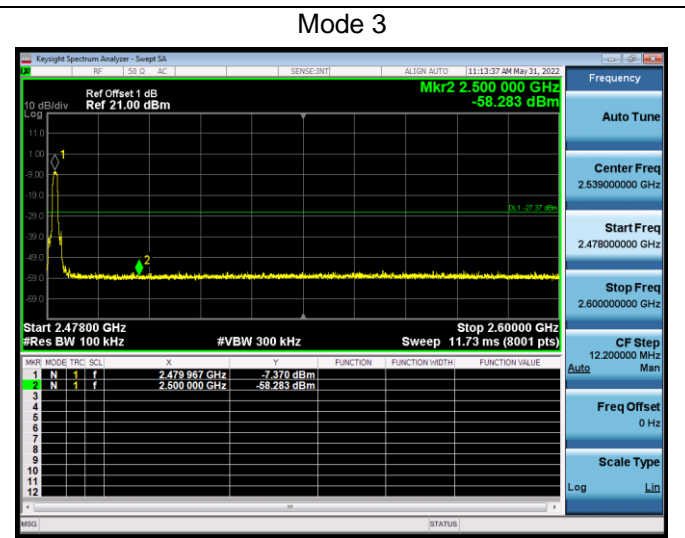 Mode 3
Keysight Spectrum Analyzer - Swept SA
RF 50 Ω AC SENSE:INT ALIGN AUTO 11:13:37 AM May 31, 2022
Mkr2 2.500 000 GHz
-58.283 dBm
Ref Offset 1 dB
10 dB/div Ref 21.00 dBm
Log
11.0
1.00
-9.00
-19.0
-29.0
-39.0
-49.0
-59.0
-69.0
1
DL1 -27.37 dBm
2
Start 2.47800 GHz Stop 2.60000 GHz
#Res BW 100 kHz #VBW 300 kHz Sweep 11.73 ms (8001 pts)
MKR MODE TRC SCL X Y FUNCTION FUNCTION WIDTH FUNCTION VALUE
1 N 1 f 2.479 967 GHz -7.370 dBm
2 N 1 f 2.500 000 GHz -58.283 dBm
3
4
5
6
7
8
9
10
11
12
MSG STATUS
Frequency
Auto Tune
Center Freq
2.539000000 GHz
Start Freq
2.478000000 GHz
Stop Freq
2.600000000 GHz
CF Step
12.200000 MHz
Auto Man
Freq Offset
0 Hz
Scale Type
Log Lin